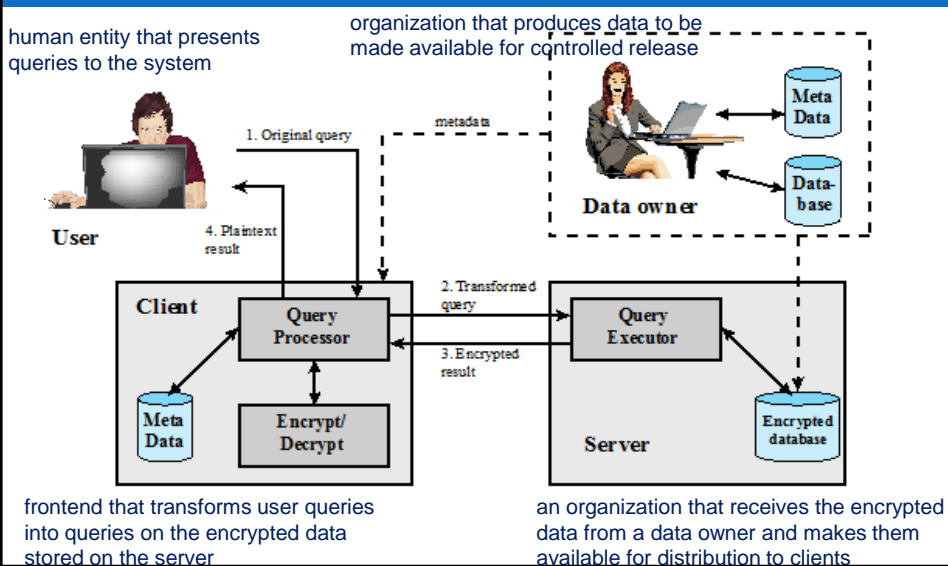 human entity that presents
queries to the system
organization that produces data to be
made available for controlled release
Meta
Data
Data-
base
Data owner
metadata
1. Original query
4. Plaintext
result
User
Client
Query
Processor
Meta
Data
Encrypt/
Decrypt
2. Transformed
query
3. Encrypted
result
Query
Executor
Server
Encrypted
database
frontend that transforms user queries
into queries on the encrypted data
stored on the server
an organization that receives the encrypted
data from a data owner and makes them
available for distribution to clients